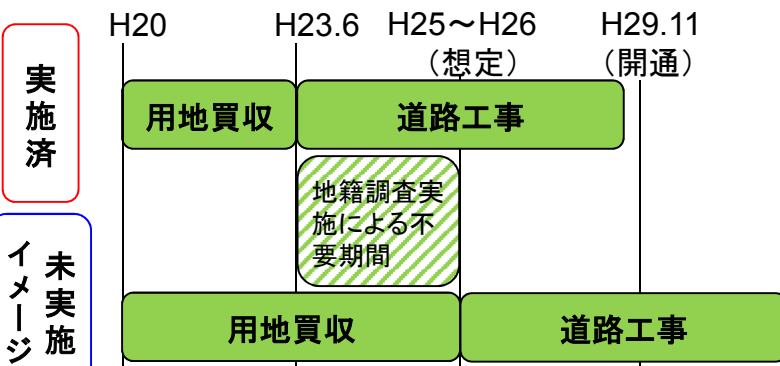 H20
H23.6
H25～H26
（想定）
H29.11
（開通）
実施済
用地買収
道路工事
地籍調査実
施による不
要期間
未実施
イメージ
用地買収
道路工事